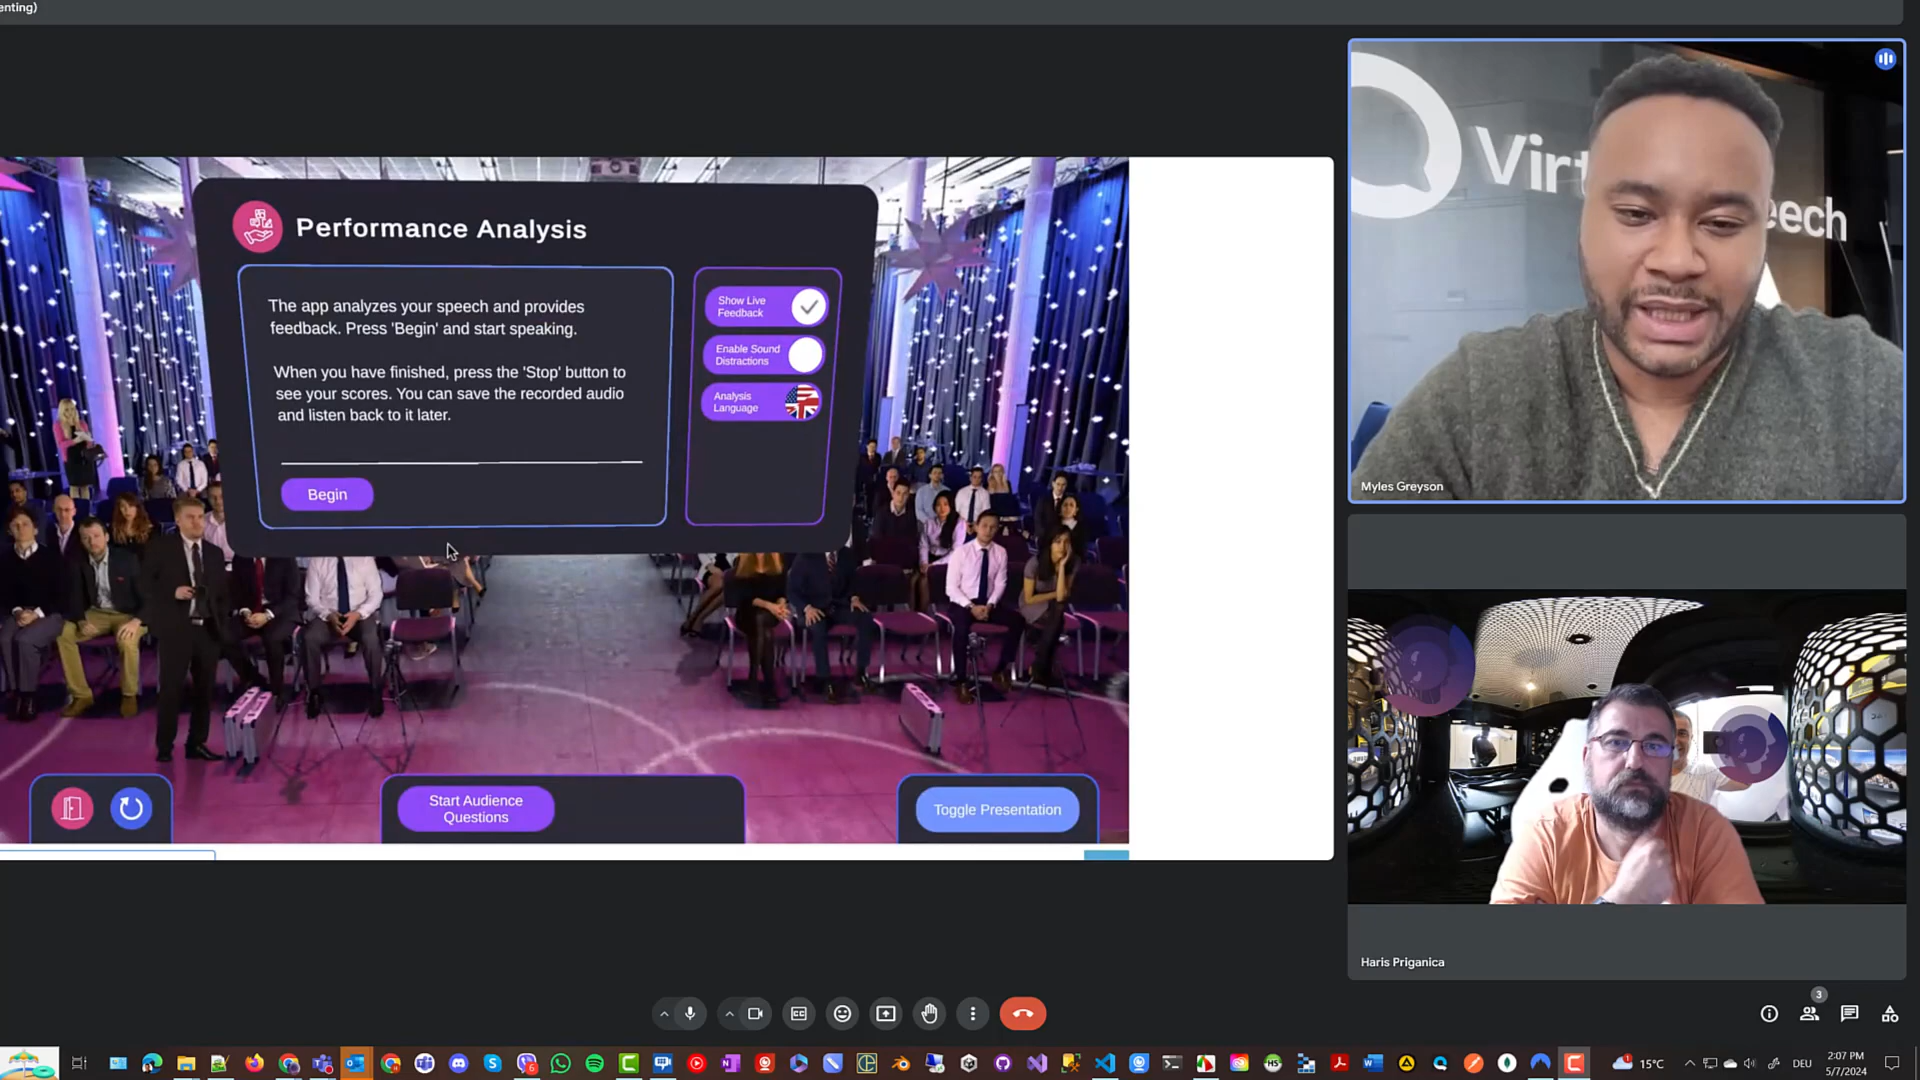 enting)
Performance Analysis
The app analyzes your speech and provides
feedback. Press 'Begin' and start speaking.
When you have finished, press the 'Stop' button to
see your scores. You can save the recorded audio
and listen back to it later.
Begin
Show Live
Feedback
Enable Sound
Distractions
Analysis
Language
Start Audience
Questions
Toggle Presentation
Virt
eech
Myles Greyson
Haris Priganica
3
15°C
DEU
2:07 PM
5/7/2024